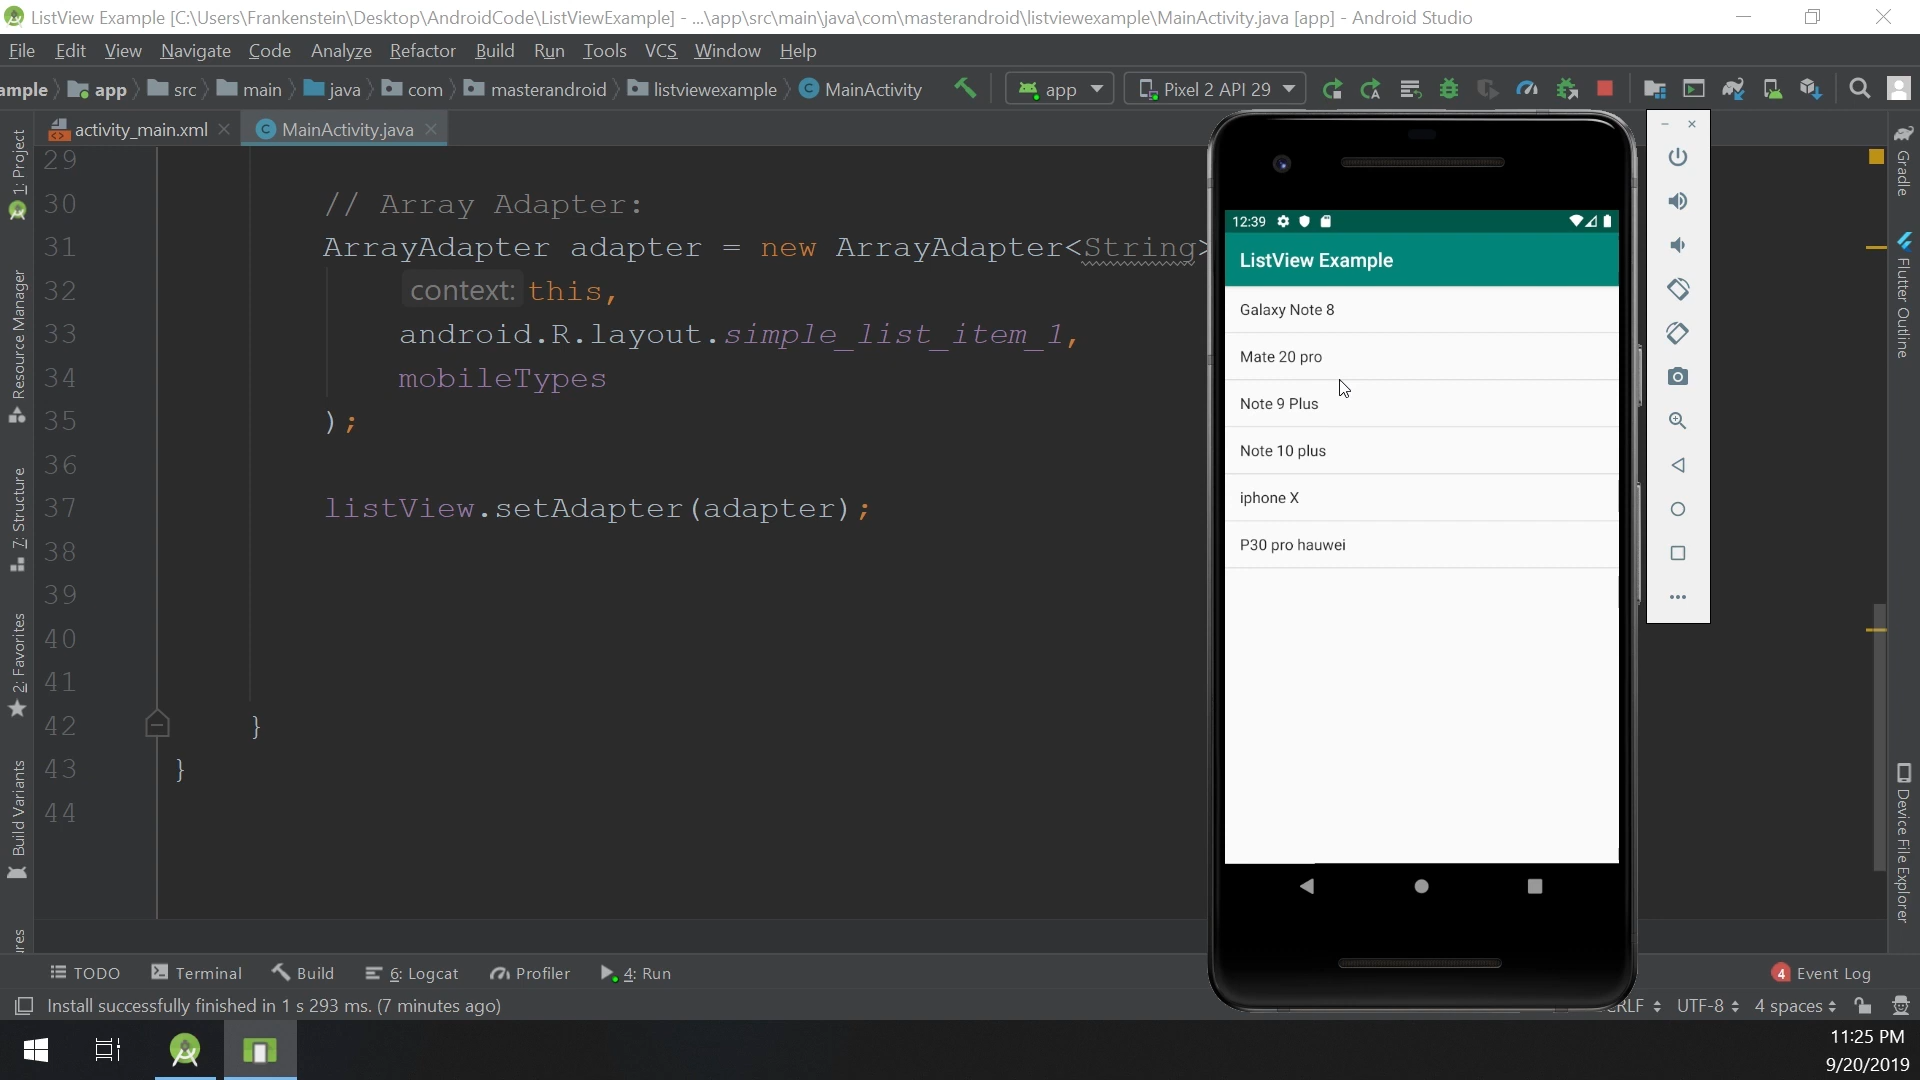 ListView Example [C:\Users\Frankenstein\Desktop\AndroidCode\ListViewExample] - ...\app\src\main\java\com\masterandroid\listviewexample\MainActivity.java [app] - Android Studio
File Edit View Navigate Code Analyze Refactor Build Run Tools VCS Window Help
ample app src main java com masterandroid listviewexample MainActivity app Pixel 2 API 29
activity_main.xml MainActivity.java
29
30 // Array Adapter:
31 ArrayAdapter adapter = new ArrayAdapter<String>
32 context: this,
33 android.R.layout.simple_list_item_1,
34 mobileTypes
35 );
36
37 listView.setAdapter(adapter);
38
39
40
41
42 }
43 }
44
1: Project
Resource Manager
7: Structure
2: Favorites
Build Variants
res
12:39
ListView Example
Galaxy Note 8
Mate 20 pro
Note 9 Plus
Note 10 plus
iphone X
P30 pro hauwei
Gradle
Flutter Outline
Device File Explorer
TODO Terminal Build 6: Logcat Profiler 4: Run 4 Event Log
Install successfully finished in 1 s 293 ms. (7 minutes ago) CRLF UTF-8 4 spaces
11:25 PM
9/20/2019